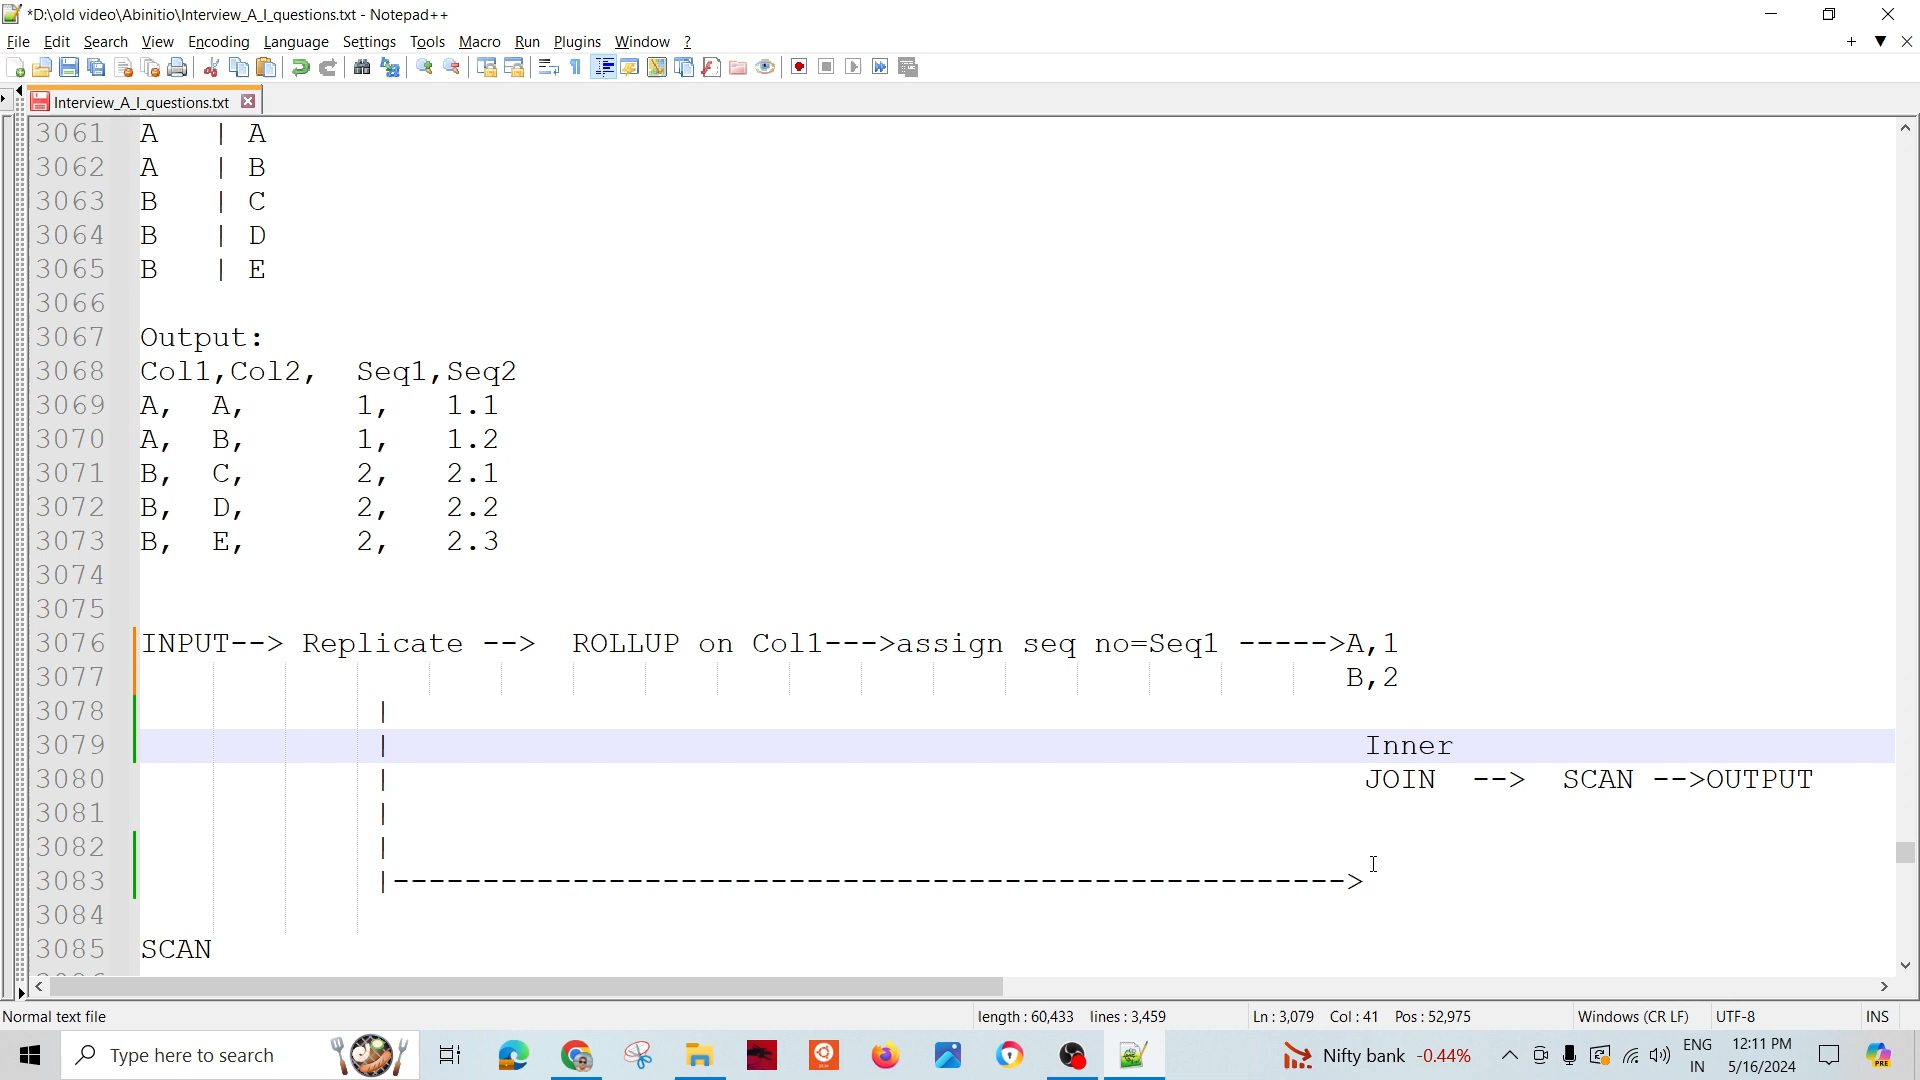 *D:\old video\Abinitio\Interview_A_I_questions.txt - Notepad++
File Edit Search View Encoding Language Settings Tools Macro Run Plugins Window ?
Interview_A_I_questions.txt
3061 A | A
3062 A | B
3063 B | C
3064 B | D
3065 B | E
3066
3067 Output:
3068 Col1,Col2, Seq1,Seq2
3069 A, A, 1, 1.1
3070 A, B, 1, 1.2
3071 B, C, 2, 2.1
3072 B, D, 2, 2.2
3073 B, E, 2, 2.3
3074
3075
3076 INPUT--> Replicate --> ROLLUP on Col1--->assign seq no=Seq1 ----->A,1
3077 B,2
3078 |
3079 | Inner
3080 | JOIN --> SCAN -->OUTPUT
3081 |
3082 |
3083 |----------------------------------------------------->
3084
3085 SCAN
Normal text file length : 60,433 lines : 3,459 Ln : 3,079 Col : 41 Pos : 52,975 Windows (CR LF) UTF-8 INS
Type here to search Nifty bank -0.44% ENG IN 12:11 PM 5/16/2024